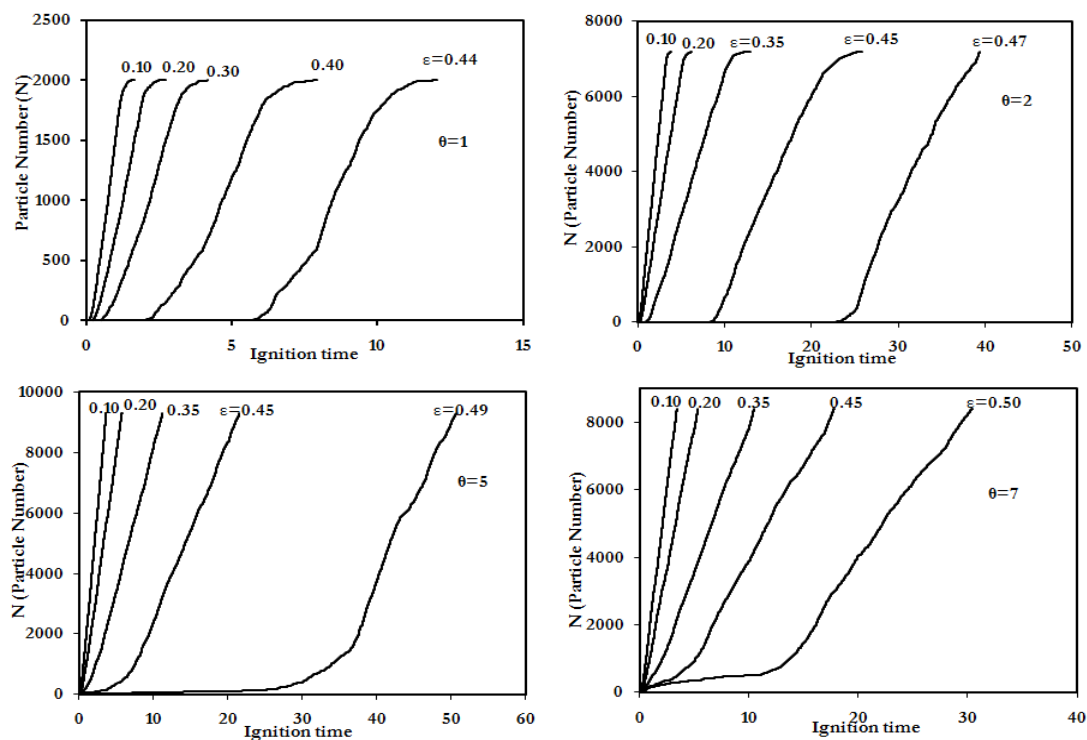 2500
2000
1500
1000
500
0
Particle Number (N)
0.10 0.20 0.30 0.40 ε=0.44
θ=1
0 5 10 15
Ignition time
8000
6000
4000
2000
0
N (Particle Number)
0.10 0.20 ε=0.35 ε=0.45 ε=0.47
θ=2
0 10 20 30 40 50
Ignition time
10000
8000
6000
4000
2000
0
N (Particle Number)
0.10 0.20 0.35 ε=0.45 ε=0.49
θ=5
0 10 20 30 40 50 60
Ignition time
8000
6000
4000
2000
0
N (Particle Number)
0.10 0.20 0.35 0.45 ε=0.50
θ=7
0 10 20 30 40
Ignition time